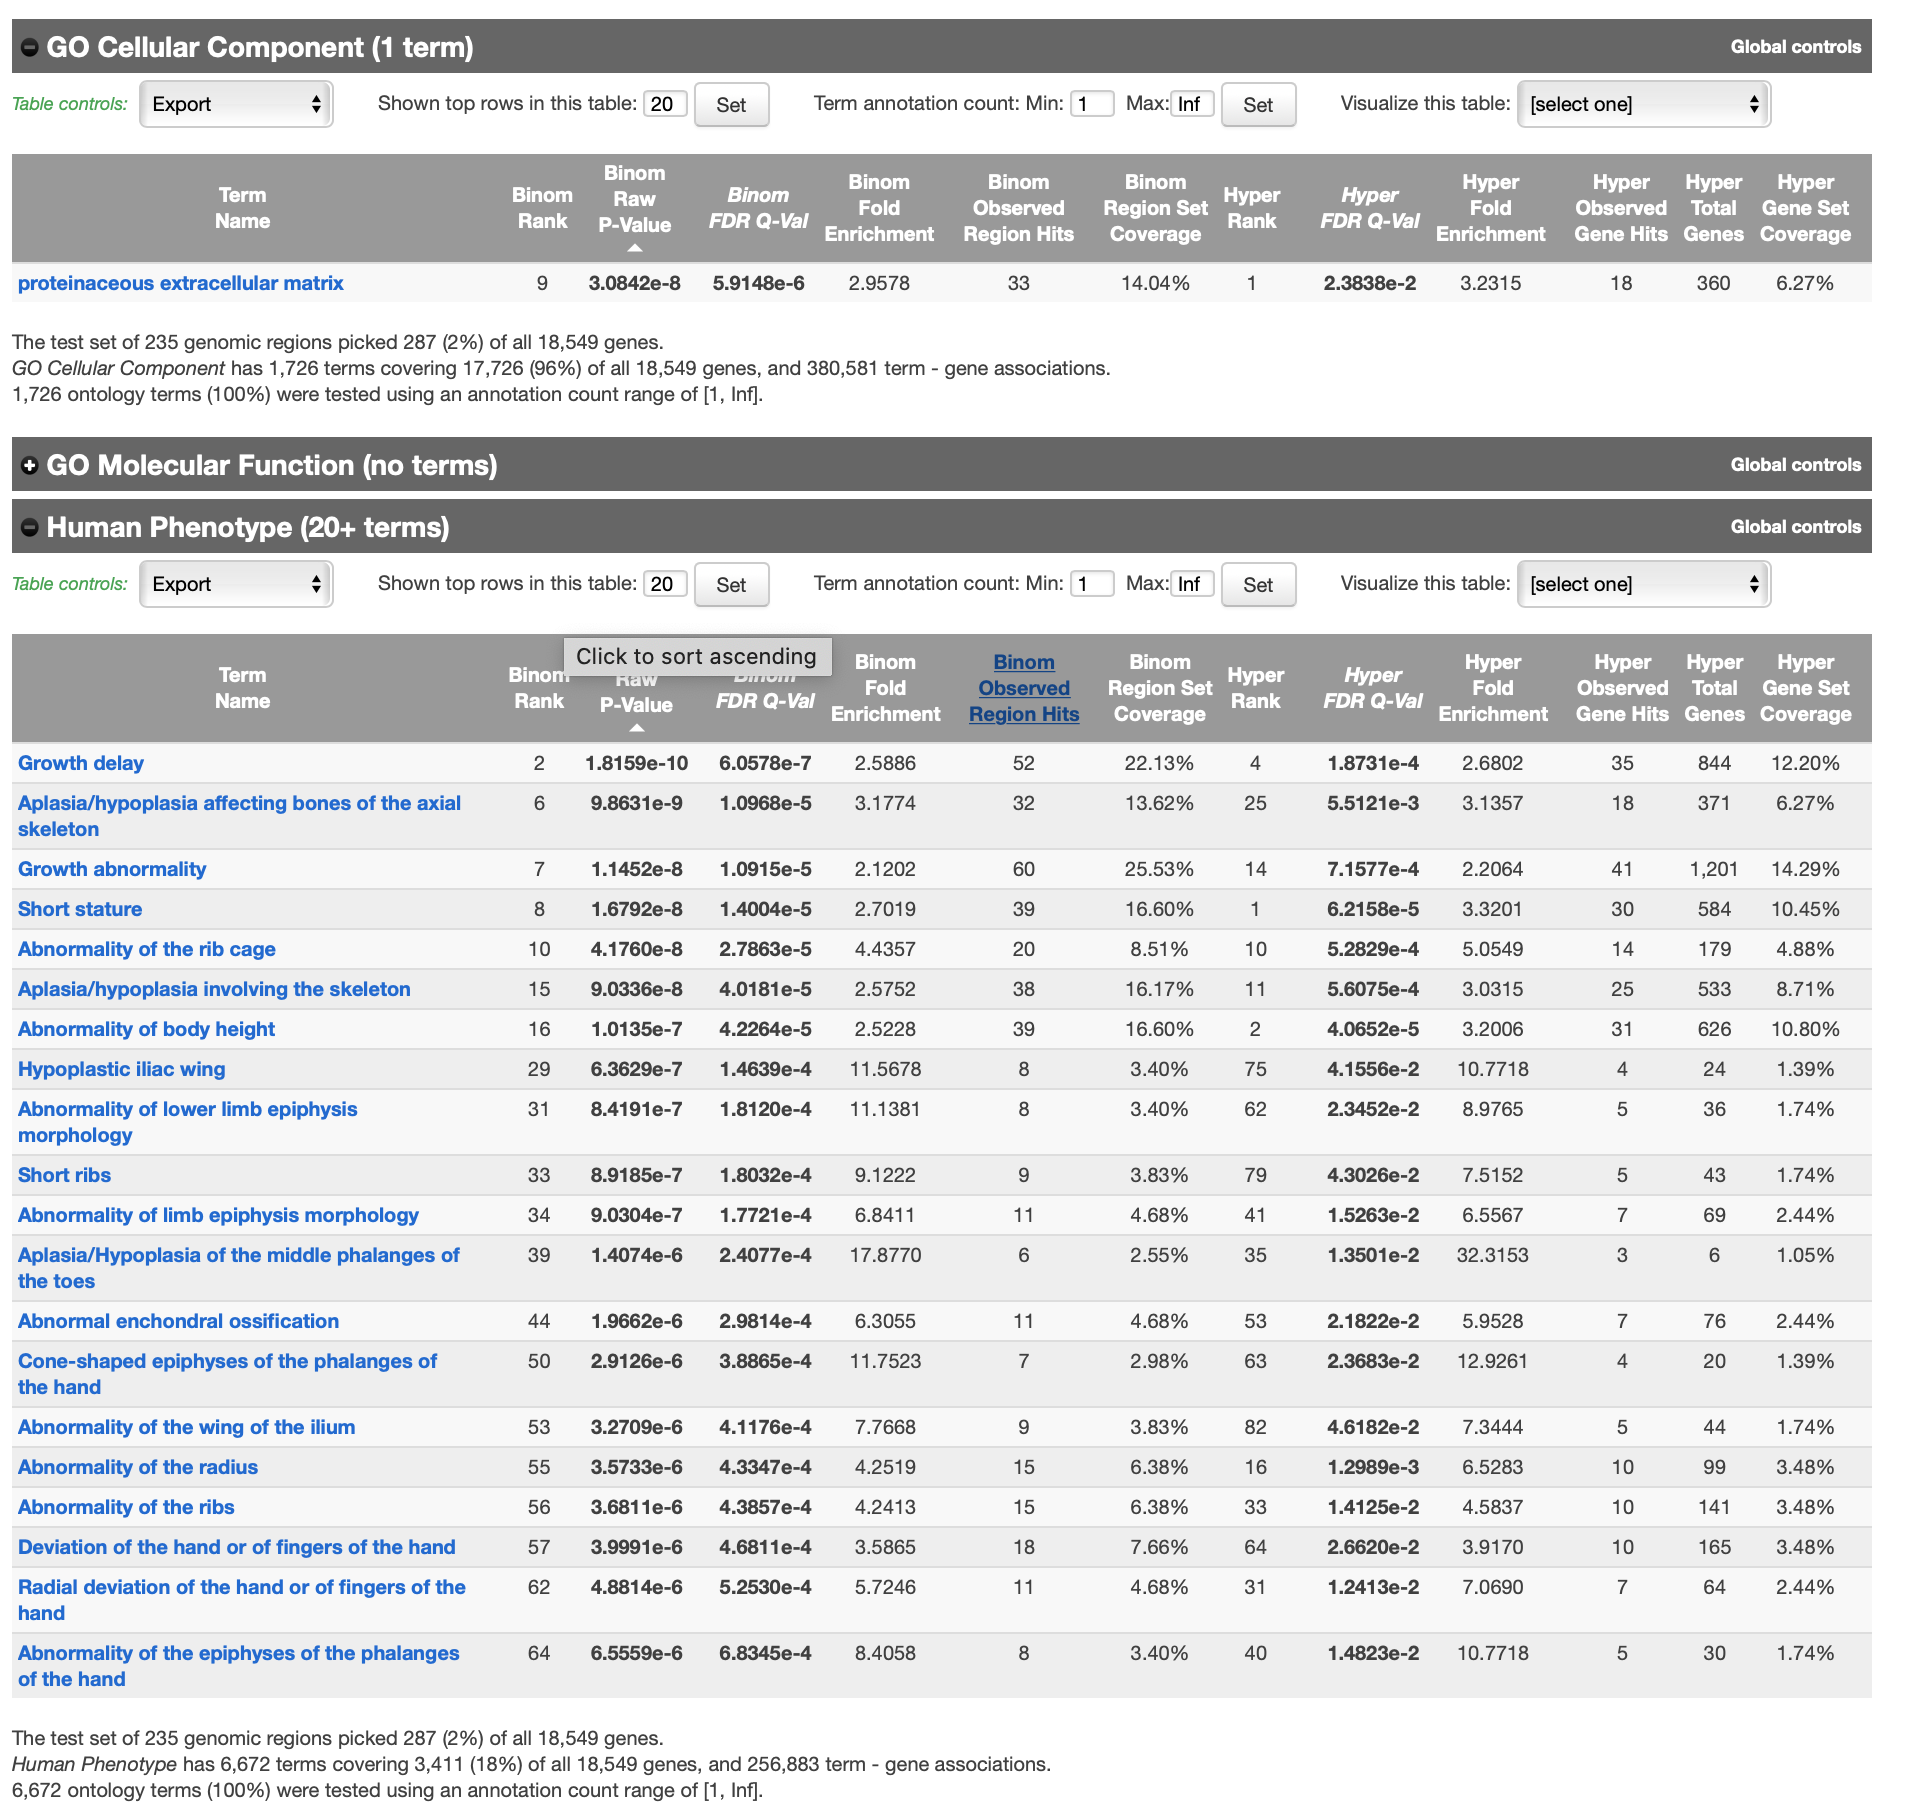 GO Cellular Component (1 term) Global controls
Table controls: Export Shown top rows in this table: 20 Set Term annotation count: Min: 1 Max: Inf Set Visualize this table: [select one]
Term Name Binom Rank Binom Raw P-Value Binom FDR Q-Val Binom Fold Enrichment Binom Observed Region Hits Binom Region Set Coverage Hyper Rank Hyper FDR Q-Val Hyper Fold Enrichment Hyper Observed Gene Hits Hyper Total Genes Hyper Gene Set Coverage
proteinaceous extracellular matrix 9 3.0842e-8 5.9148e-6 2.9578 33 14.04% 1 2.3838e-2 3.2315 18 360 6.27%
The test set of 235 genomic regions picked 287 (2%) of all 18,549 genes.
GO Cellular Component has 1,726 terms covering 17,726 (96%) of all 18,549 genes, and 380,581 term - gene associations.
1,726 ontology terms (100%) were tested using an annotation count range of [1, Inf].
GO Molecular Function (no terms) Global controls
Human Phenotype (20+ terms) Global controls
Table controls: Export Shown top rows in this table: 20 Set Term annotation count: Min: 1 Max: Inf Set Visualize this table: [select one]
Click to sort ascending
Term Name Binom Rank Raw P-Value Binom FDR Q-Val Binom Fold Enrichment Binom Observed Region Hits Binom Region Set Coverage Hyper Rank Hyper FDR Q-Val Hyper Fold Enrichment Hyper Observed Gene Hits Hyper Total Genes Hyper Gene Set Coverage
Growth delay 2 1.8159e-10 6.0578e-7 2.5886 52 22.13% 4 1.8731e-4 2.6802 35 844 12.20%
Aplasia/hypoplasia affecting bones of the axial 6 9.8631e-9 1.0968e-5 3.1774 32 13.62% 25 5.5121e-3 3.1357 18 371 6.27%
skeleton
Growth abnormality 7 1.1452e-8 1.0915e-5 2.1202 60 25.53% 14 7.1577e-4 2.2064 41 1,201 14.29%
Short stature 8 1.6792e-8 1.4004e-5 2.7019 39 16.60% 1 6.2158e-5 3.3201 30 584 10.45%
Abnormality of the rib cage 10 4.1760e-8 2.7863e-5 4.4357 20 8.51% 10 5.2829e-4 5.0549 14 179 4.88%
Aplasia/hypoplasia involving the skeleton 15 9.0336e-8 4.0181e-5 2.5752 38 16.17% 11 5.6075e-4 3.0315 25 533 8.71%
Abnormality of body height 16 1.0135e-7 4.2264e-5 2.5228 39 16.60% 2 4.0652e-5 3.2006 31 626 10.80%
Hypoplastic iliac wing 29 6.3629e-7 1.4639e-4 11.5678 8 3.40% 75 4.1556e-2 10.7718 4 24 1.39%
Abnormality of lower limb epiphysis 31 8.4191e-7 1.8120e-4 11.1381 8 3.40% 62 2.3452e-2 8.9765 5 36 1.74%
morphology
Short ribs 33 8.9185e-7 1.8032e-4 9.1222 9 3.83% 79 4.3026e-2 7.5152 5 43 1.74%
Abnormality of limb epiphysis morphology 34 9.0304e-7 1.7721e-4 6.8411 11 4.68% 41 1.5263e-2 6.5567 7 69 2.44%
Aplasia/Hypoplasia of the middle phalanges of 39 1.4074e-6 2.4077e-4 17.8770 6 2.55% 35 1.3501e-2 32.3153 3 6 1.05%
the toes
Abnormal enchondral ossification 44 1.9662e-6 2.9814e-4 6.3055 11 4.68% 53 2.1822e-2 5.9528 7 76 2.44%
Cone-shaped epiphyses of the phalanges of 50 2.9126e-6 3.8865e-4 11.7523 7 2.98% 63 2.3683e-2 12.9261 4 20 1.39%
the hand
Abnormality of the wing of the ilium 53 3.2709e-6 4.1176e-4 7.7668 9 3.83% 82 4.6182e-2 7.3444 5 44 1.74%
Abnormality of the radius 55 3.5733e-6 4.3347e-4 4.2519 15 6.38% 16 1.2989e-3 6.5283 10 99 3.48%
Abnormality of the ribs 56 3.6811e-6 4.3857e-4 4.2413 15 6.38% 33 1.4125e-2 4.5837 10 141 3.48%
Deviation of the hand or of fingers of the hand 57 3.9991e-6 4.6811e-4 3.5865 18 7.66% 64 2.6620e-2 3.9170 10 165 3.48%
Radial deviation of the hand or of fingers of the 62 4.8814e-6 5.2530e-4 5.7246 11 4.68% 31 1.2413e-2 7.0690 7 64 2.44%
hand
Abnormality of the epiphyses of the phalanges 64 6.5559e-6 6.8345e-4 8.4058 8 3.40% 40 1.4823e-2 10.7718 5 30 1.74%
of the hand
The test set of 235 genomic regions picked 287 (2%) of all 18,549 genes.
Human Phenotype has 6,672 terms covering 3,411 (18%) of all 18,549 genes, and 256,883 term - gene associations.
6,672 ontology terms (100%) were tested using an annotation count range of [1, Inf].